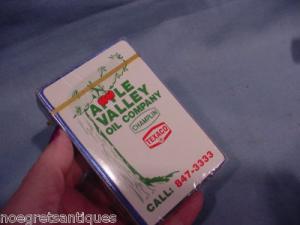 APPLE
VALLEY
OIL COMPANY
CHAMPLIN
TEXACO
CALL: 847-3333
noegretsantiques